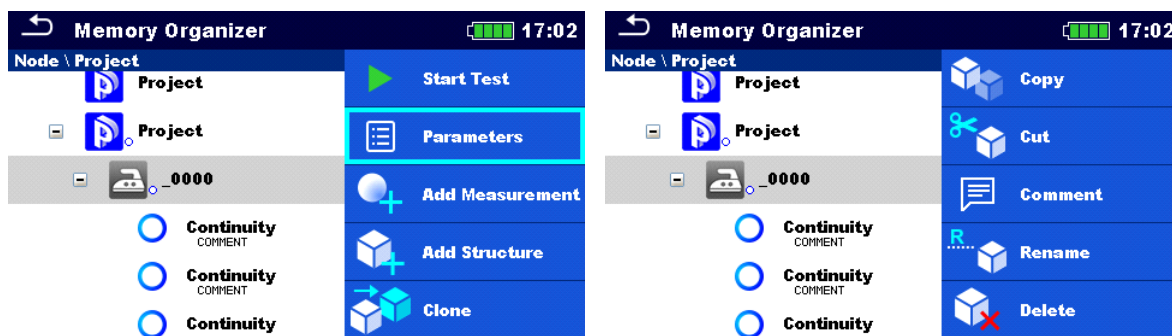 Memory Organizer 17:02
Node \ Project
Project
Project
_0000
Continuity
COMMENT
Continuity
COMMENT
Continuity
Start Test
Parameters
Add Measurement
Add Structure
Clone
Memory Organizer 17:02
Node \ Project
Project
Project
_0000
Continuity
COMMENT
Continuity
COMMENT
Continuity
Copy
Cut
Comment
R
Rename
Delete